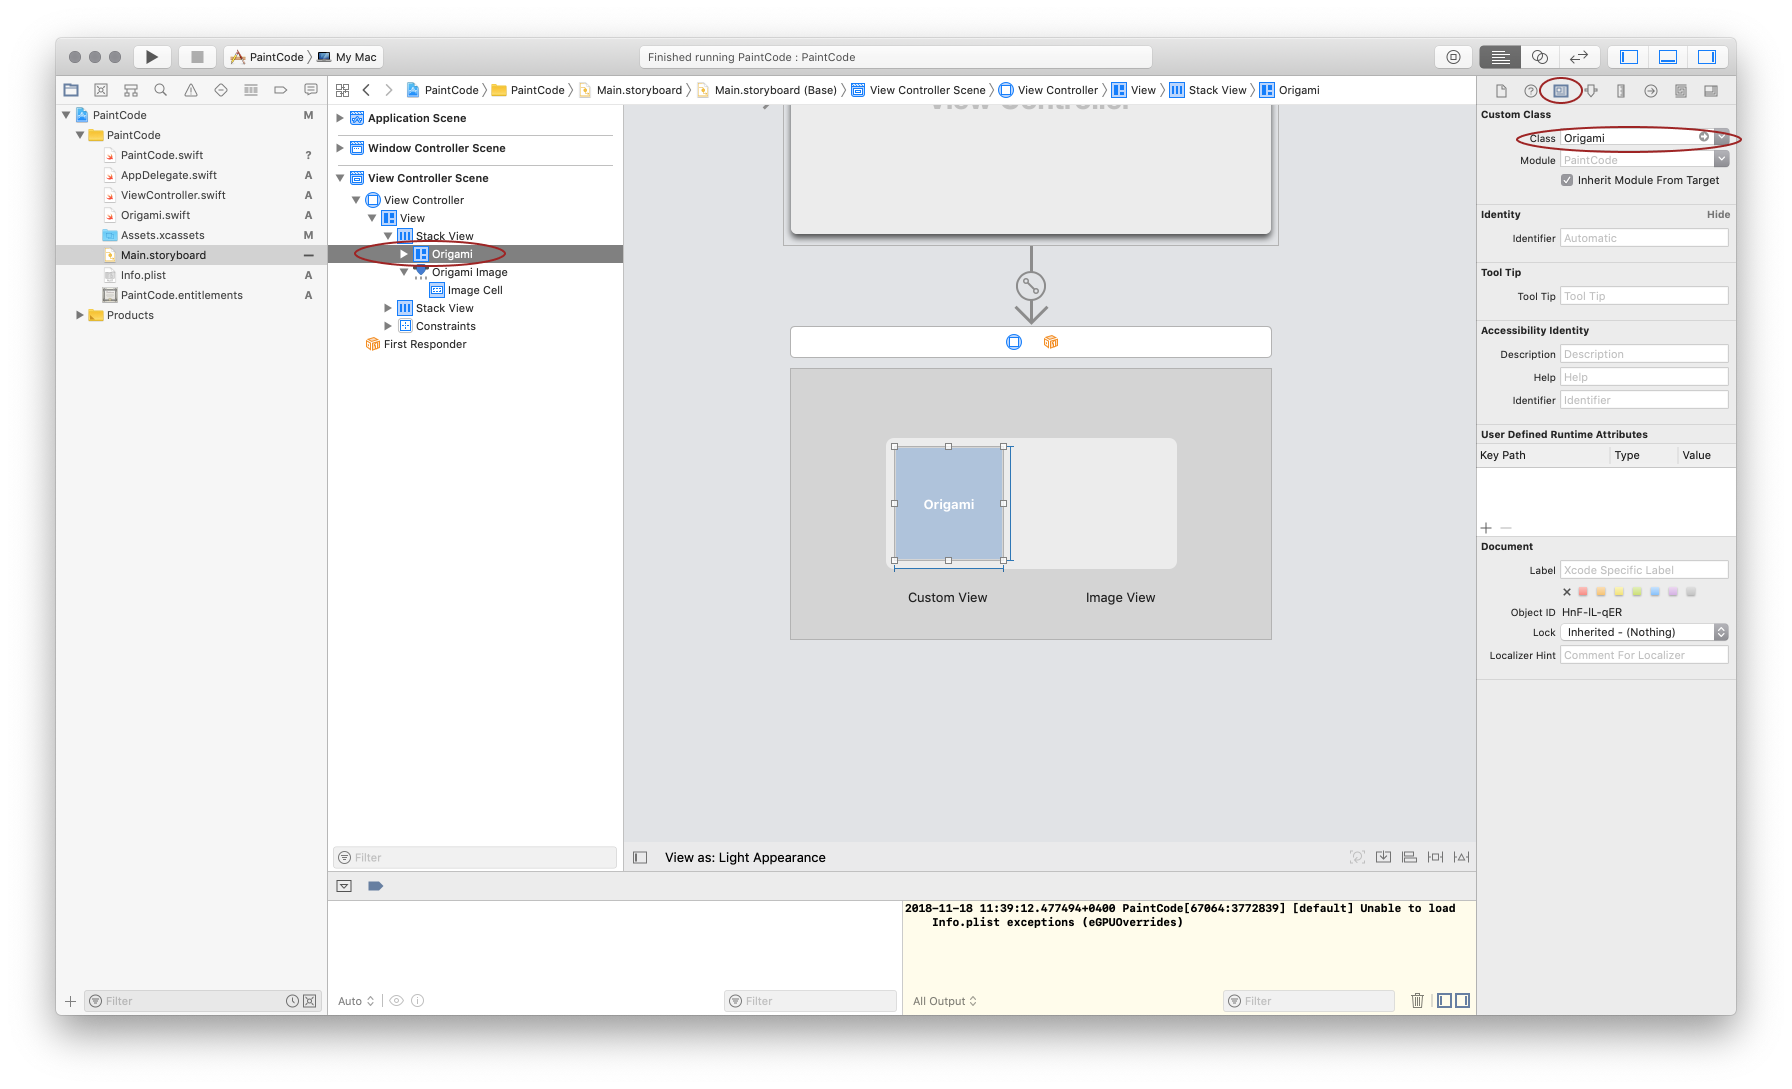 PaintCode 〉 My Mac
Finished running PaintCode : PaintCode
PaintCode 〉 PaintCode 〉 Main.storyboard 〉 Main.storyboard (Base) 〉 View Controller Scene 〉 View Controller 〉 View 〉 Stack View 〉 Origami
PaintCode M
PaintCode
PaintCode.swift ?
AppDelegate.swift A
ViewController.swift A
Origami.swift A
Assets.xcassets M
Main.storyboard —
Info.plist A
PaintCode.entitlements A
Products
Filter
Application Scene
Window Controller Scene
View Controller Scene
View Controller
View
Stack View
Origami
Origami Image
Image Cell
Stack View
Constraints
First Responder
Filter
View Controller
Origami
Custom View
Image View
View as: Light Appearance
Auto
Filter
2018-11-18 11:39:12.477494+0400 PaintCode[67064:3772839] [default] Unable to load
Info.plist exceptions (eGPUOverrides)
All Output
Filter
Custom Class
Class Origami
Module PaintCode
Inherit Module From Target
Identity Hide
Identifier Automatic
Tool Tip
Tool Tip Tool Tip
Accessibility Identity
Description Description
Help Help
Identifier Identifier
User Defined Runtime Attributes
Key Path Type Value
Document
Label Xcode Specific Label
Object ID HnF-lL-qER
Lock Inherited - (Nothing)
Localizer Hint Comment For Localizer